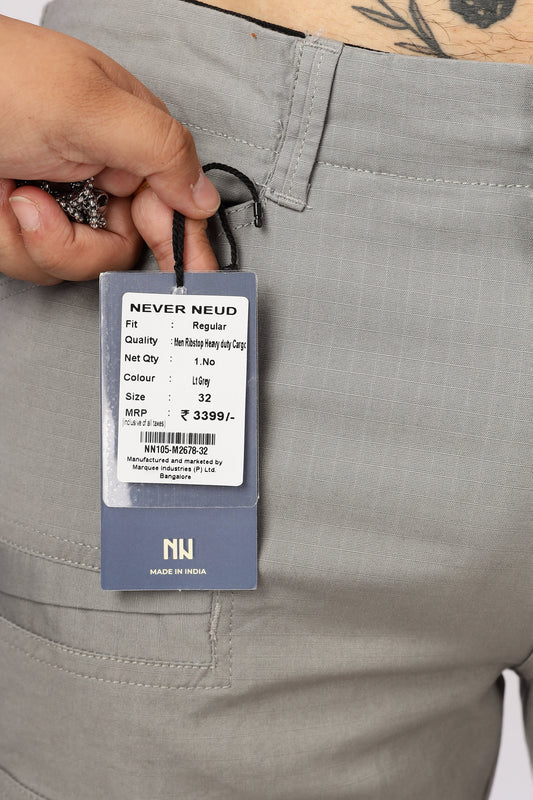 NEVER NEUD
Fit : Regular
Quality : Men Ribstop Heavy duty Cargo
Net Qty : 1.No
Colour : Lt Grey
Size : 32
MRP : ₹ 3399/-
(Inclusive of all taxes)
NN105-M2678-32
Manufactured and marketed by
Marquee industries (P) Ltd.
Bangalore
NN
MADE IN INDIA